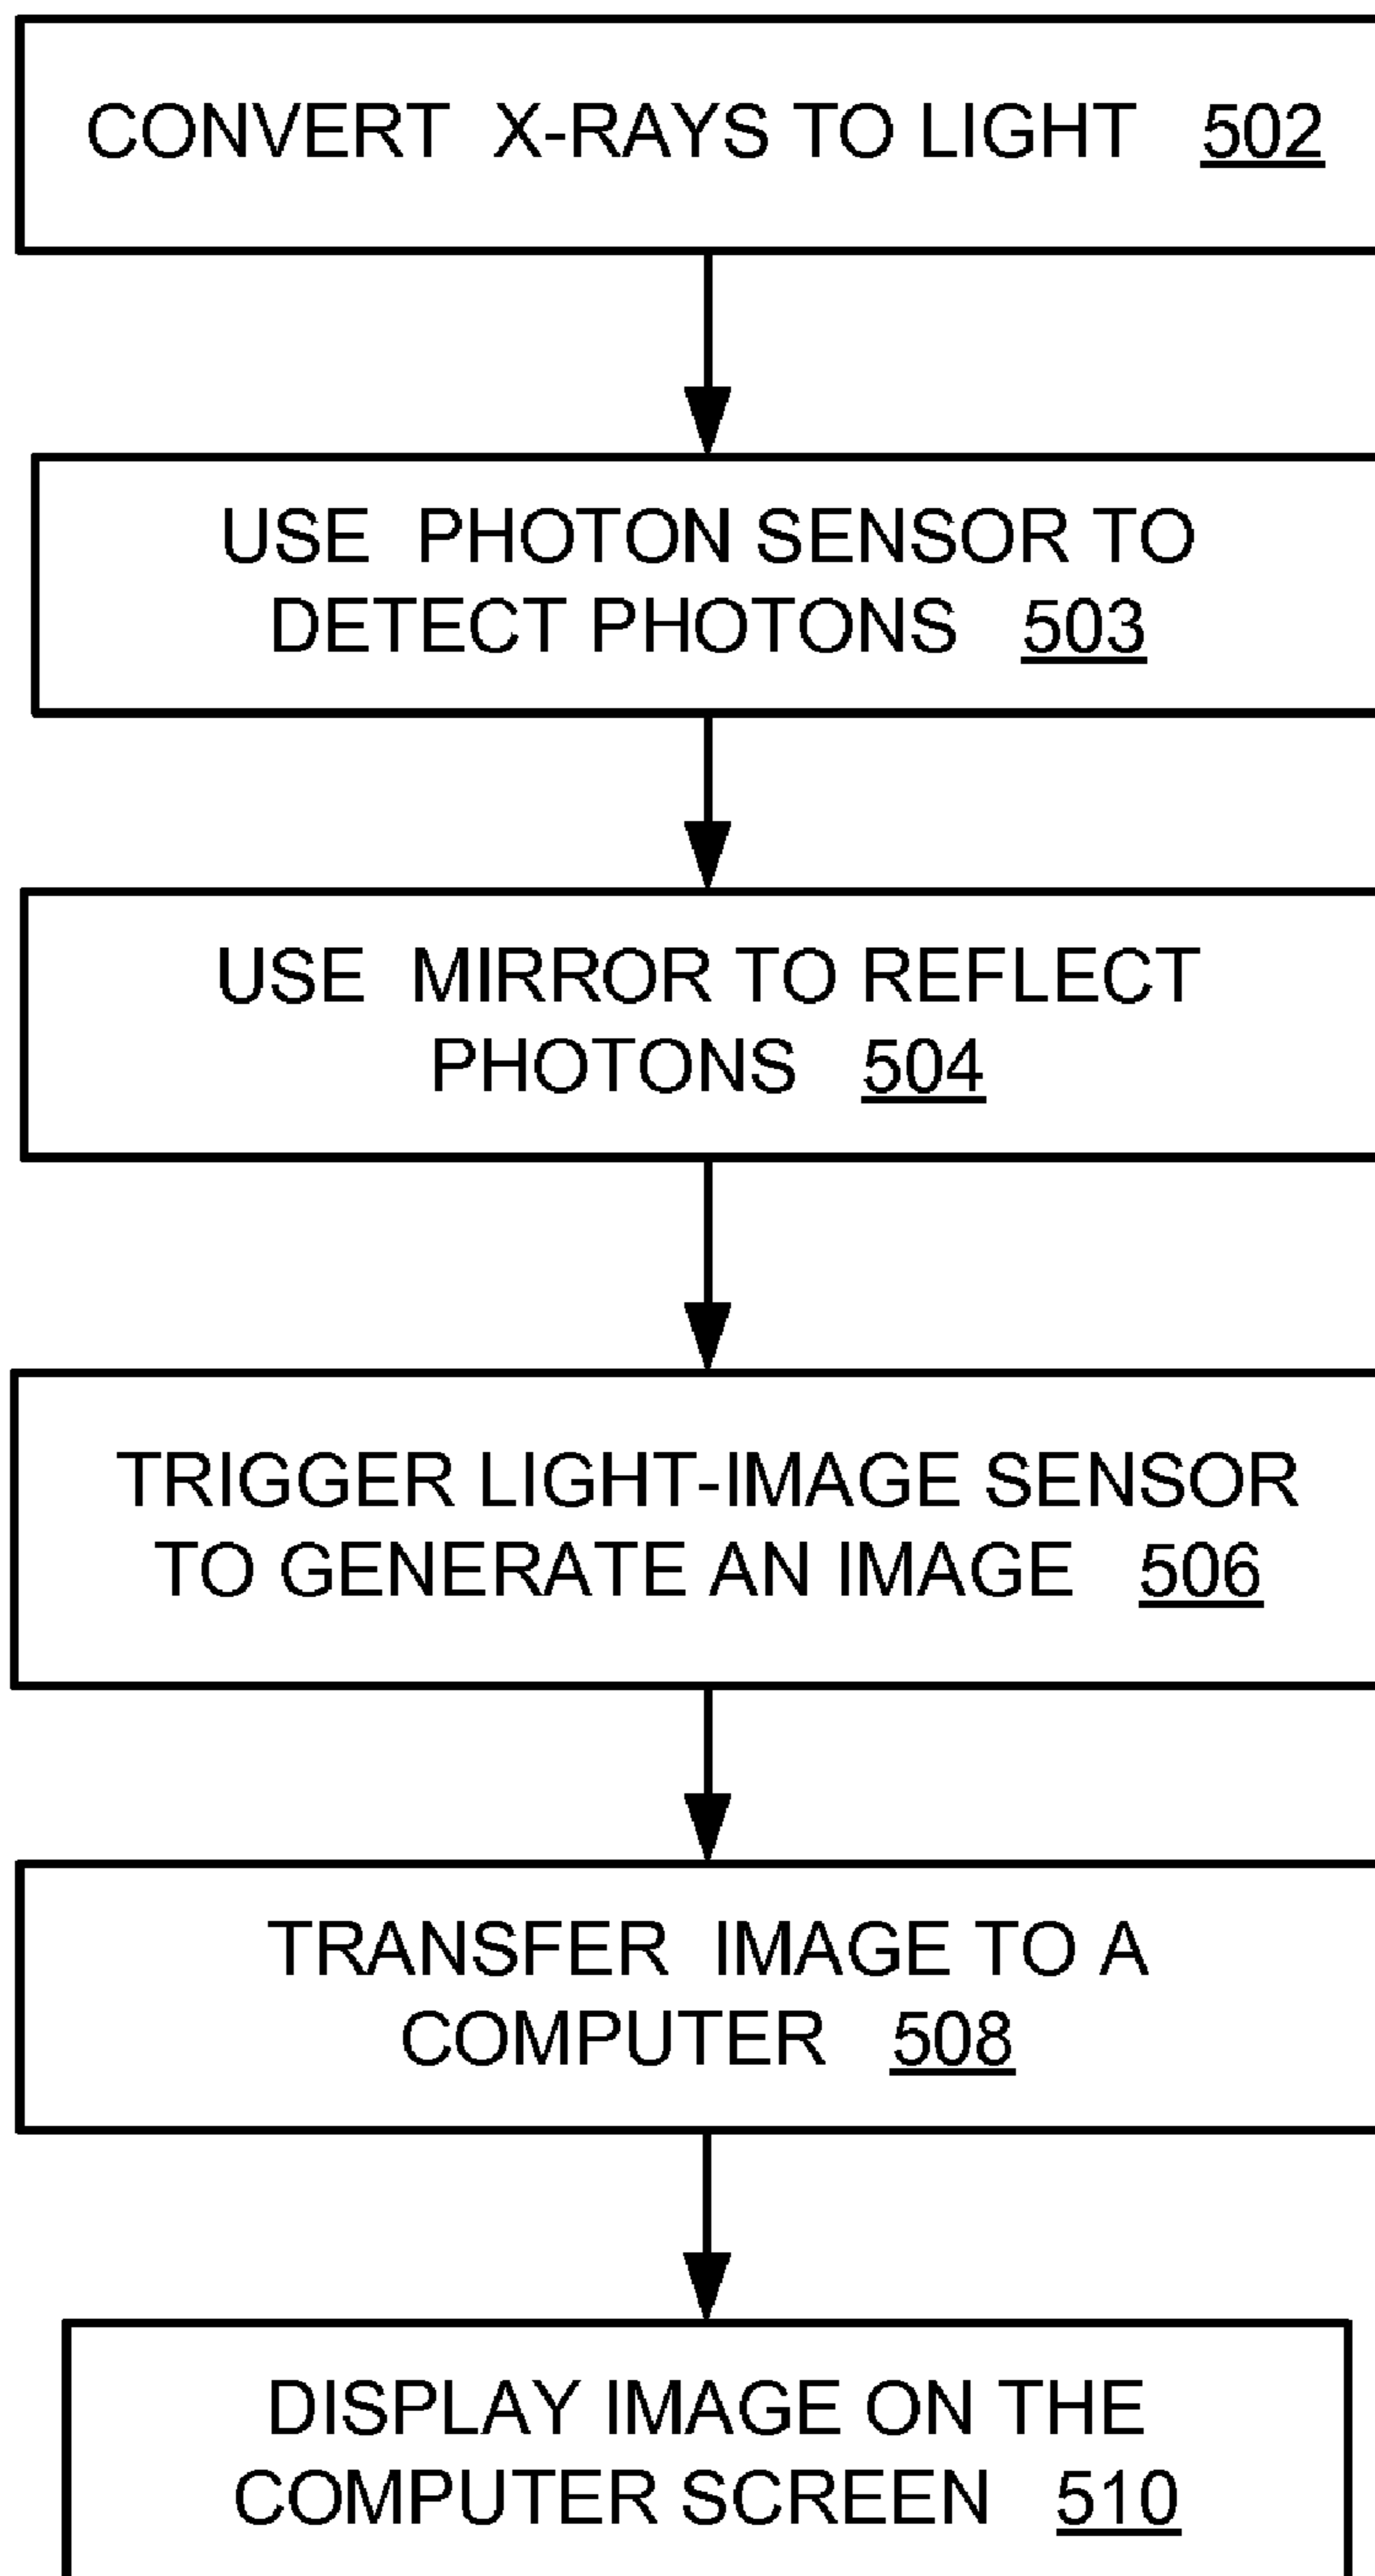 CONVERT X-RAYS TO LIGHT 502
USE PHOTON SENSOR TO
DETECT PHOTONS 503
USE MIRROR TO REFLECT
PHOTONS 504
TRIGGER LIGHT-IMAGE SENSOR
TO GENERATE AN IMAGE 506
TRANSFER IMAGE TO A
COMPUTER 508
DISPLAY IMAGE ON THE
COMPUTER SCREEN 510